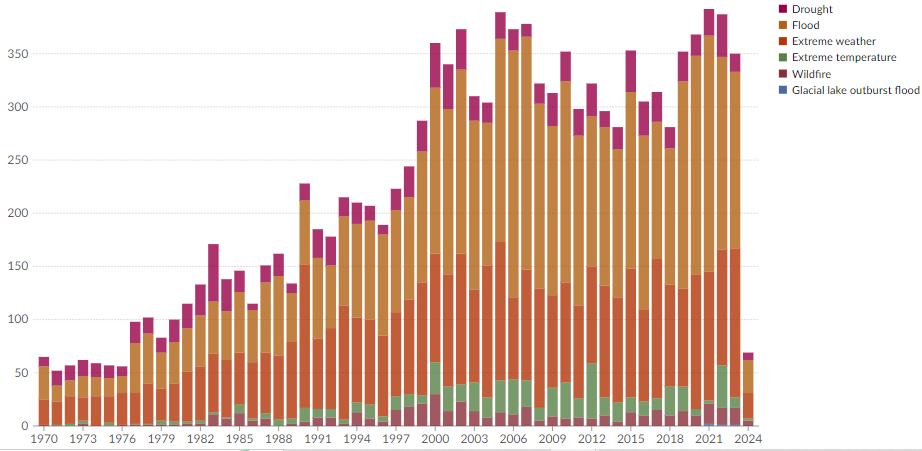 Drought
Flood
Extreme weather
Extreme temperature
Wildfire
Glacial lake outburst flood
350
300
250
200
150
100
50
0
1970 1973 1976 1979 1982 1985 1988 1991 1994 1997 2000 2003 2006 2009 2012 2015 2018 2021 2024